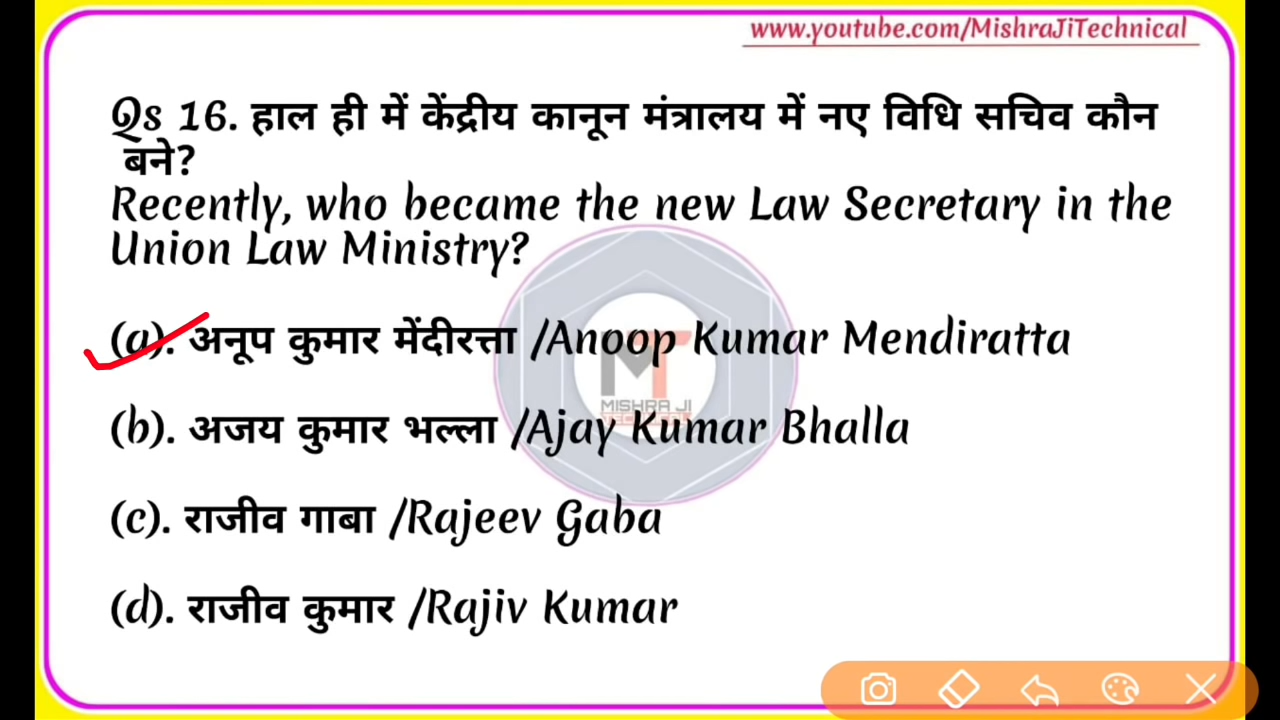 www.youtube.com/MishraJiTechnical
Qs 16. हाल ही में केंद्रीय कानून मंत्रालय में नए विधि सचिव कौन
बने?
Recently, who became the new Law Secretary in the
Union Law Ministry?
(a). अनूप कुमार मेंदीरत्ता /Anoop Kumar Mendiratta
MISHRA JI
(b). अजय कुमार भल्ला /Ajay Kumar Bhalla
(c). राजीव गाबा /Rajeev Gaba
(d). राजीव कुमार /Rajiv Kumar